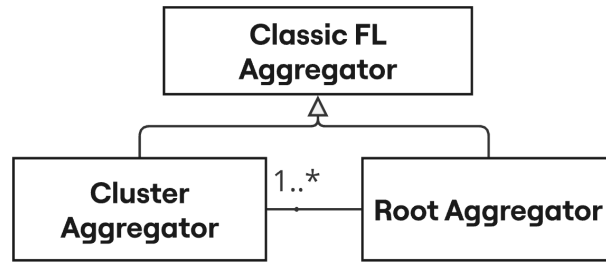 Classic FL
Aggregator
1..*
Cluster
Aggregator
Root Aggregator